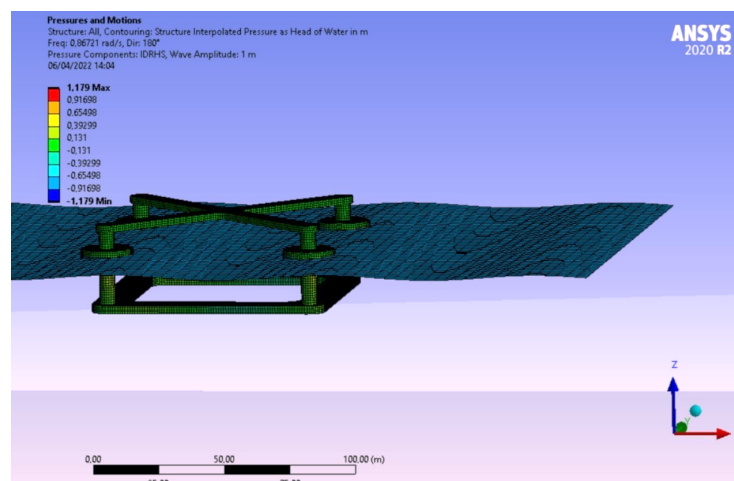 Pressures and Motions
Structure: All, Contouring: Structure Interpolated Pressure as Head of Water in m
Freq: 0,86721 rad/s, Dir: 180°
Pressure Components: IDRHS, Wave Amplitude: 1 m
06/04/2022 14:04
ANSYS
2020 R2
1,179 Max
0,91698
0,65498
0,39299
0,131
-0,131
-0,39299
-0,65498
-0,91698
-1,179 Min
Z
0,00
50,00
100,00 (m)